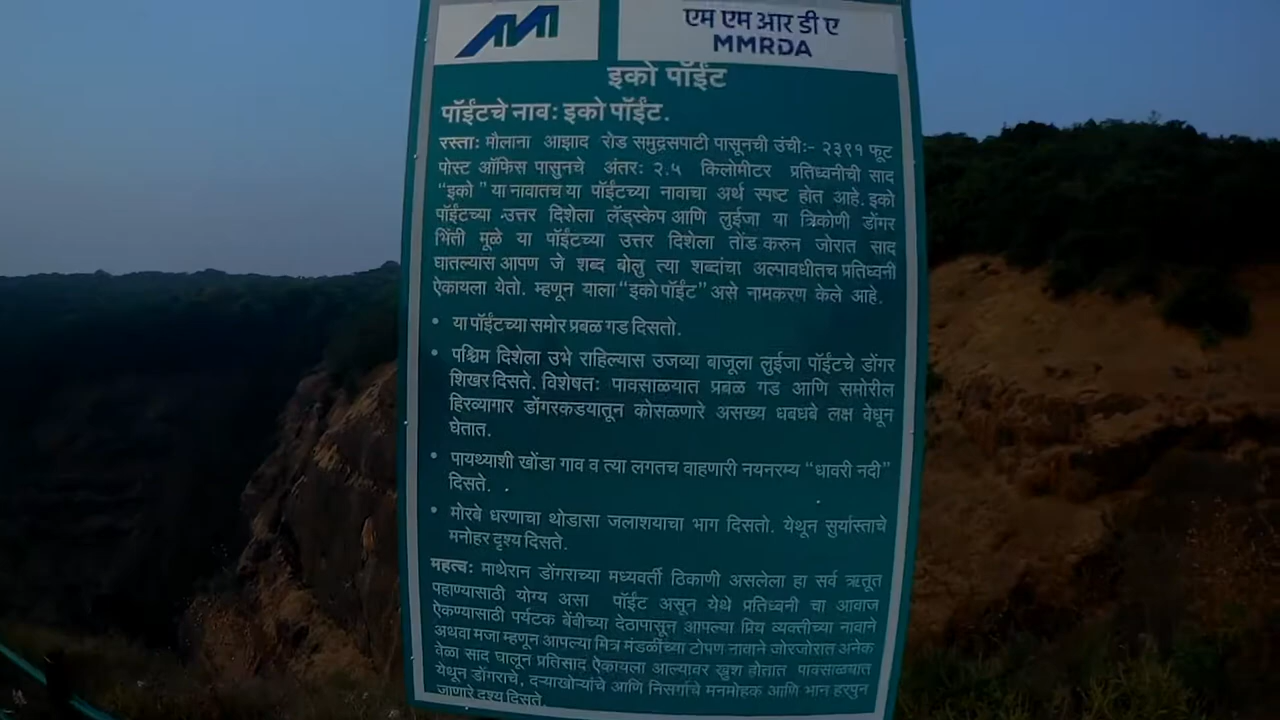 एम एम आर डी ए
MMRDA
इको पॉईंट
पॉईंटचे नाव: इको पॉईंट.
रस्ता: मौलाना आझाद रोड समुद्रसपाटी पासूनची उंची:- २३९१ फूट
पोस्ट ऑफिस पासुनचे अंतर: २.५ किलोमीटर प्रतिध्वनीची साद
“इको ” या नावातच या पॉईंटच्या नावाचा अर्थ स्पष्ट होत आहे. इको
पॉईंटच्या उत्तर दिशेला लॅंड्स्केप आणि लुईजा या त्रिकोणी डोंगर
भिंती मूळे या पॉईंटच्या उत्तर दिशेला तोंड करुन जोरात साद
घातल्यास आपण जे शब्द बोलु त्या शब्दांचा अल्पावधीतच प्रतिध्वनी
ऐकायला येतो. म्हणून याला “इको पॉईंट” असे नामकरण केले आहे.
• या पॉईंटच्या समोर प्रबळ गड दिसतो.
• पश्चिम दिशेला उभे राहिल्यास उजव्या बाजूला लुईजा पॉईंटचे डोंगर
शिखर दिसते. विशेषत: पावसाळयात प्रबळ गड आणि समोरील
हिरव्यागार डोंगरकडयातून कोसळणारे असख्य धबधबे लक्ष वेधून
घेतात.
• पायथ्याशी खोंडा गाव व त्या लगतच वाहणारी नयनरम्य “धावरी नदी”
दिसते.
• मोरबे धरणाचा थोडासा जलाशयाचा भाग दिसतो. येथून सुर्यास्ताचे
मनोहर दृश्य दिसते.
महत्व: माथेरान डोंगराच्या मध्यवर्ती ठिकाणी असलेला हा सर्व ऋतूत
पहाण्यासाठी योग्य असा पॉईंट असून येथे प्रतिध्वनी चा आवाज
ऐकण्यासाठी पर्यटक बेंबीच्या देठापासून आपल्या प्रिय व्यक्तीच्या नावाने
अथवा मजा म्हणून आपल्या मित्र मंडळींच्या टोपण नावाने जोरजोरात अनेक
वेळा साद घालून प्रतिसाद ऐकायला आल्यावर खुश होतात पावसाळ्यात
येथून डोंगराचे, दऱ्याखोऱ्यांचे आणि निसर्गाचे मनमोहक आणि भान हरपुन
जाणारे दृश्य दिसते.